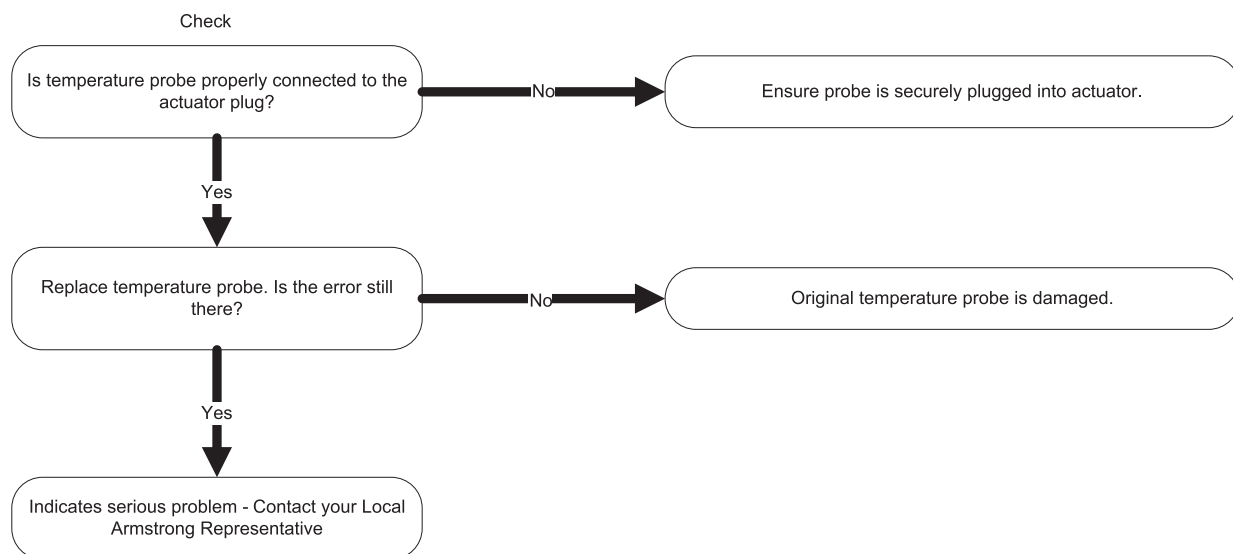 Check
Is temperature probe properly connected to the
actuator plug?
No
Ensure probe is securely plugged into actuator.
Yes
Replace temperature probe. Is the error still
there?
No
Original temperature probe is damaged.
Yes
Indicates serious problem - Contact your Local
Armstrong Representative